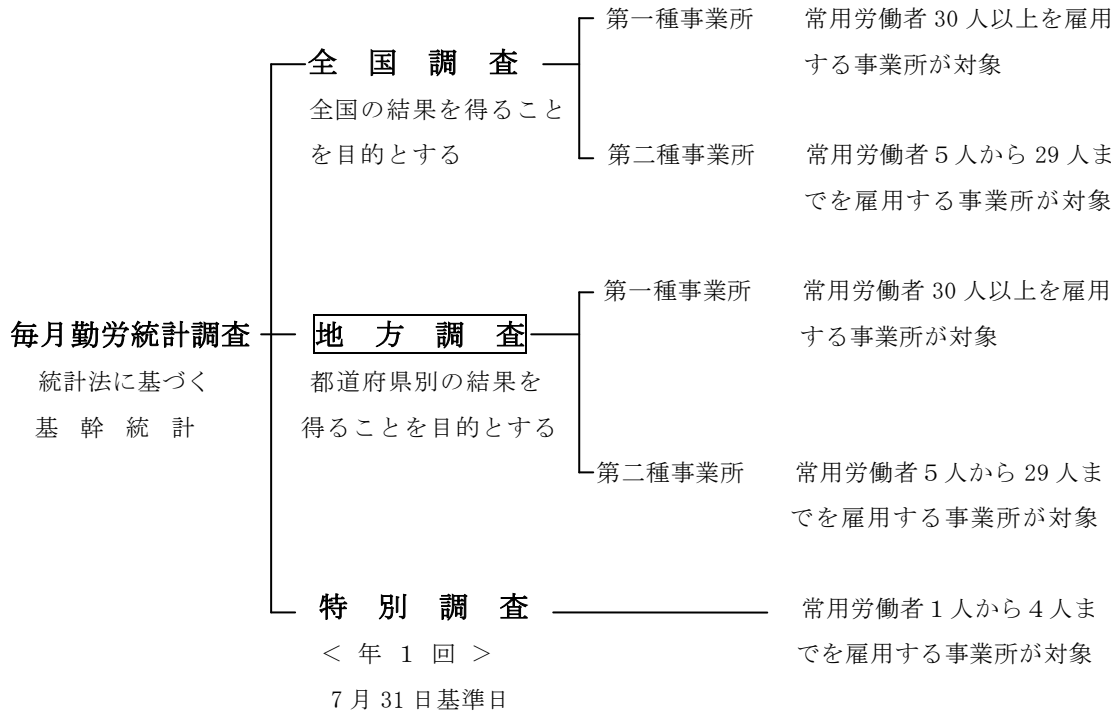 第一種事業所 常用労働者 30 人以上を雇用
する事業所が対象
全 国 調 査
全国の結果を得ること
を目的とする
第二種事業所 常用労働者５人から 29 人ま
でを雇用する事業所が対象
第一種事業所 常用労働者 30 人以上を雇用
する事業所が対象
毎月勤労統計調査
統計法に基づく
基 幹 統 計
地 方 調 査
都道府県別の結果を
得ることを目的とする
第二種事業所 常用労働者５人から 29 人ま
でを雇用する事業所が対象
特 別 調 査
＜ 年 １ 回 ＞
７月 31 日基準日
常用労働者１人から４人ま
でを雇用する事業所が対象